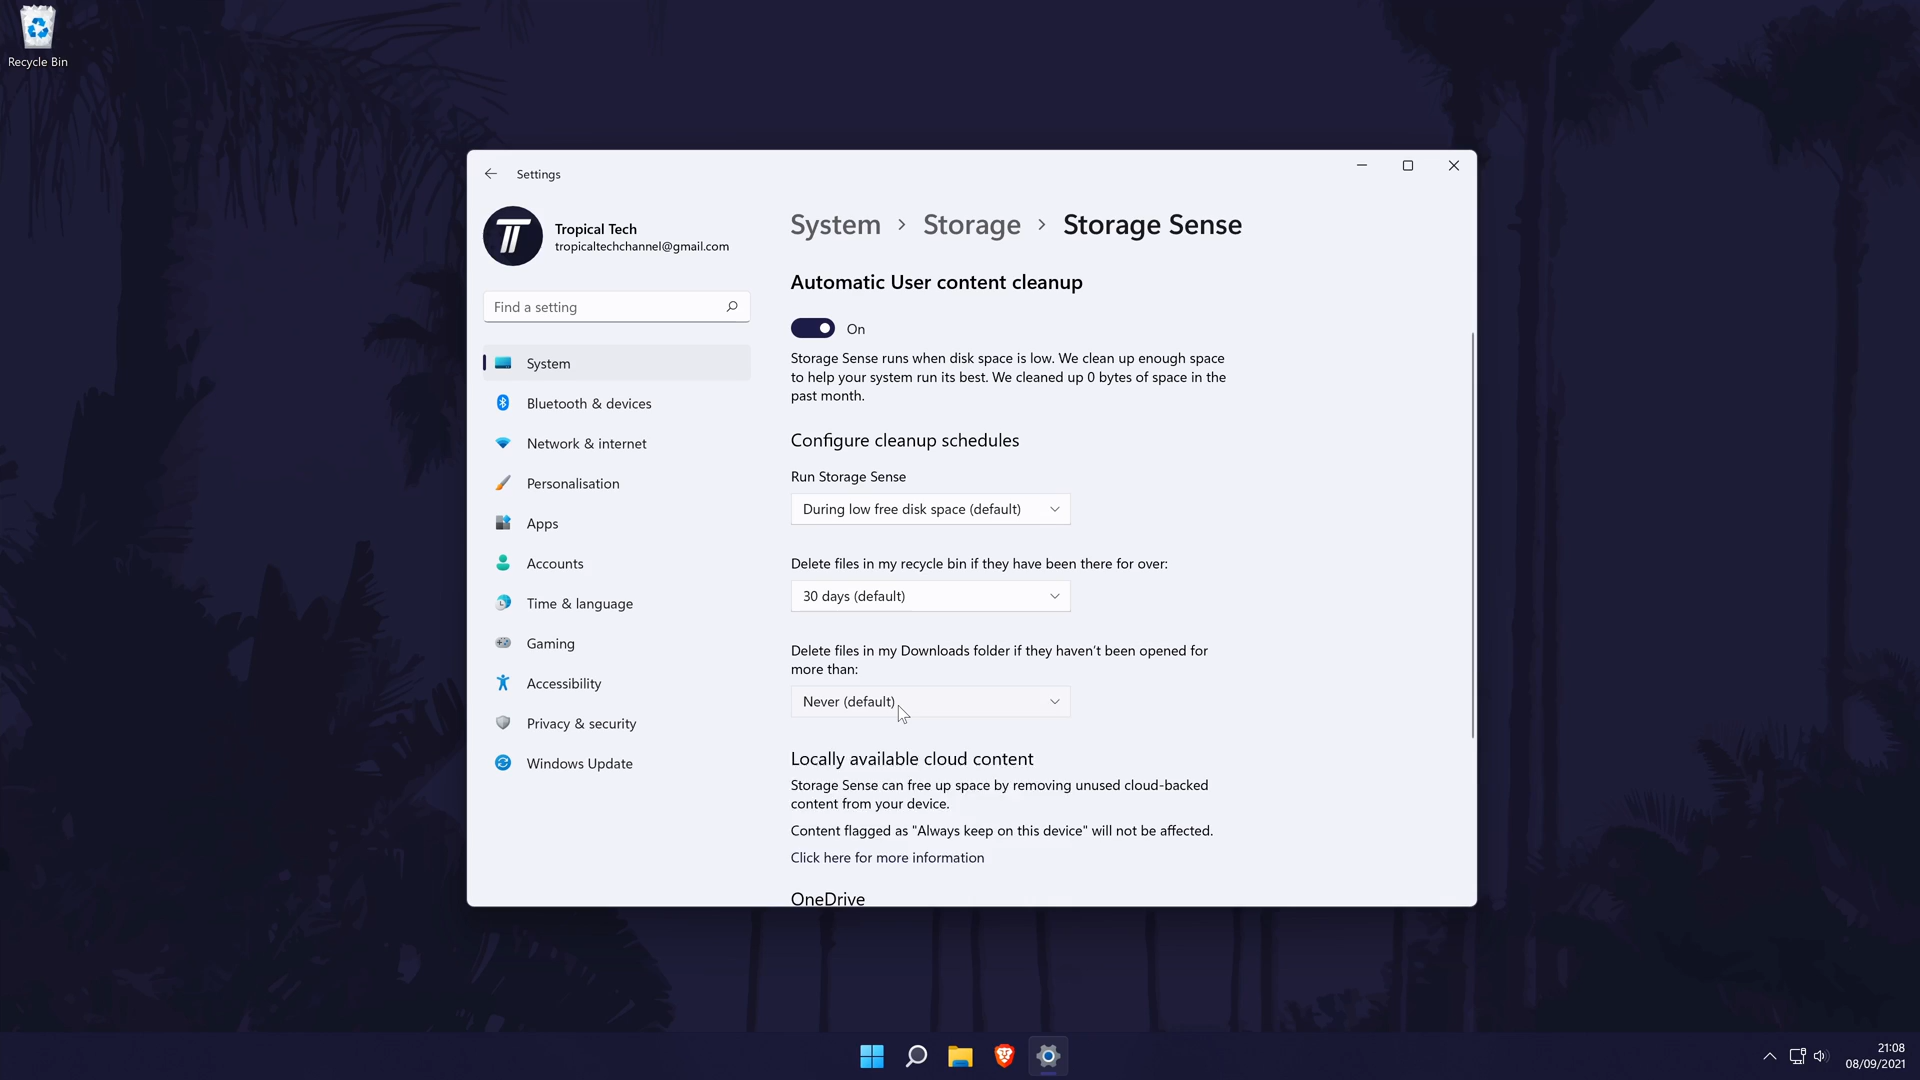 Recycle Bin
Settings
Tropical Tech
tropicaltechchannel@gmail.com
Find a setting
System
Bluetooth & devices
Network & internet
Personalisation
Apps
Accounts
Time & language
Gaming
Accessibility
Privacy & security
Windows Update
System › Storage › Storage Sense
Automatic User content cleanup
On
Storage Sense runs when disk space is low. We clean up enough space
to help your system run its best. We cleaned up 0 bytes of space in the
past month.
Configure cleanup schedules
Run Storage Sense
During low free disk space (default)
Delete files in my recycle bin if they have been there for over:
30 days (default)
Delete files in my Downloads folder if they haven't been opened for
more than:
Never (default)
Locally available cloud content
Storage Sense can free up space by removing unused cloud-backed
content from your device.
Content flagged as "Always keep on this device" will not be affected.
Click here for more information
OneDrive
21:08
08/09/2021